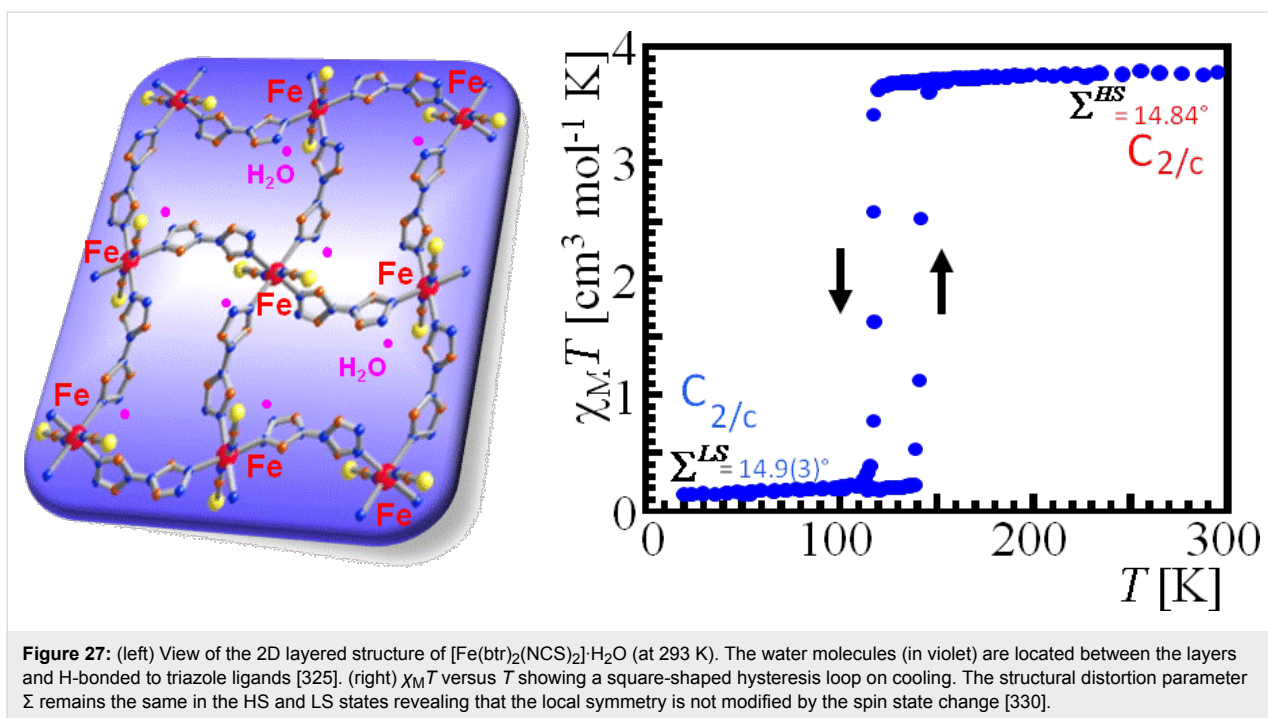 Fe
Fe
Fe
H₂O
Fe
Fe
Fe
H₂O
Fe
Fe
Fe
χ_M T [cm³ mol⁻¹ K]
4
3
2
1
0
Σ^HS = 14.84°
C₂/c
C₂/c
Σ^LS = 14.9(3)°
0 100 200 300
T [K]
Figure 27: (left) View of the 2D layered structure of [Fe(btr)₂(NCS)₂]·H₂O (at 293 K). The water molecules (in violet) are located between the layers
and H-bonded to triazole ligands [325]. (right) χ_MT versus T showing a square-shaped hysteresis loop on cooling. The structural distortion parameter
Σ remains the same in the HS and LS states revealing that the local symmetry is not modified by the spin state change [330].